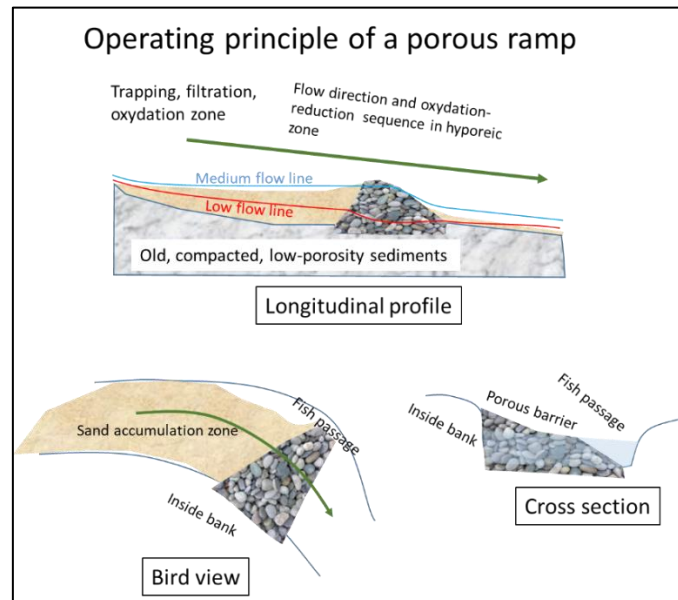 Operating principle of a porous ramp
Trapping, filtration,
oxydation zone
Flow direction and oxydation-
reduction sequence in hyporeic
zone
Medium flow line
Low flow line
Old, compacted, low-porosity sediments
Longitudinal profile
Sand accumulation zone
Fish passage
Inside bank
Bird view
Inside bank
Porous barrier
Fish passage
Cross section